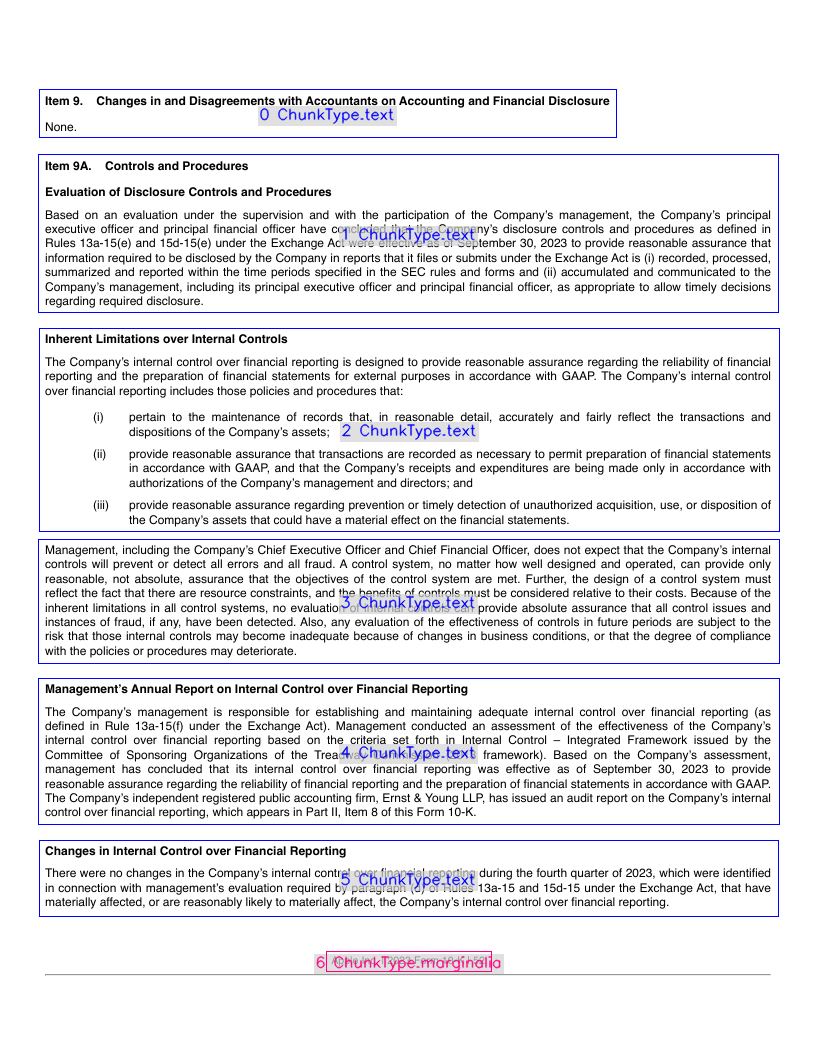 Item 9. Changes in and Disagreements with Accountants on Accounting and Financial Disclosure
0 ChunkType.text
None.
Item 9A. Controls and Procedures
Evaluation of Disclosure Controls and Procedures
Based on an evaluation under the supervision and with the participation of the Company's management, the Company's principal
executive officer and principal financial officer have concluded that the Company's disclosure controls and procedures as defined in
1 ChunkType.text
Rules 13a-15(e) and 15d-15(e) under the Exchange Act were effective as of September 30, 2023 to provide reasonable assurance that
information required to be disclosed by the Company in reports that it files or submits under the Exchange Act is (i) recorded, processed,
summarized and reported within the time periods specified in the SEC rules and forms and (ii) accumulated and communicated to the
Company's management, including its principal executive officer and principal financial officer, as appropriate to allow timely decisions
regarding required disclosure.
Inherent Limitations over Internal Controls
The Company's internal control over financial reporting is designed to provide reasonable assurance regarding the reliability of financial
reporting and the preparation of financial statements for external purposes in accordance with GAAP. The Company's internal control
over financial reporting includes those policies and procedures that:
(i) pertain to the maintenance of records that, in reasonable detail, accurately and fairly reflect the transactions and
dispositions of the Company's assets;
2 ChunkType.text
(ii) provide reasonable assurance that transactions are recorded as necessary to permit preparation of financial statements
in accordance with GAAP, and that the Company's receipts and expenditures are being made only in accordance with
authorizations of the Company's management and directors; and
(iii) provide reasonable assurance regarding prevention or timely detection of unauthorized acquisition, use, or disposition of
the Company's assets that could have a material effect on the financial statements.
Management, including the Company's Chief Executive Officer and Chief Financial Officer, does not expect that the Company's internal
controls will prevent or detect all errors and all fraud. A control system, no matter how well designed and operated, can provide only
reasonable, not absolute, assurance that the objectives of the control system are met. Further, the design of a control system must
reflect the fact that there are resource constraints, and the benefits of controls must be considered relative to their costs. Because of the
3 ChunkType.text
inherent limitations in all control systems, no evaluation of internal controls can provide absolute assurance that all control issues and
instances of fraud, if any, have been detected. Also, any evaluation of the effectiveness of controls in future periods are subject to the
risk that those internal controls may become inadequate because of changes in business conditions, or that the degree of compliance
with the policies or procedures may deteriorate.
Management's Annual Report on Internal Control over Financial Reporting
The Company's management is responsible for establishing and maintaining adequate internal control over financial reporting (as
defined in Rule 13a-15(f) under the Exchange Act). Management conducted an assessment of the effectiveness of the Company's
internal control over financial reporting based on the criteria set forth in Internal Control – Integrated Framework issued by the
Committee of Sponsoring Organizations of the framework). Based on the Company's assessment,
4 ChunkType.text
management has concluded that its internal control over financial reporting was effective as of September 30, 2023 to provide
reasonable assurance regarding the reliability of financial reporting and the preparation of financial statements in accordance with GAAP.
The Company's independent registered public accounting firm, Ernst & Young LLP, has issued an audit report on the Company's internal
control over financial reporting, which appears in Part II, Item 8 of this Form 10-K.
Changes in Internal Control over Financial Reporting
There were no changes in the Company's internal control over financial reporting during the fourth quarter of 2023, which were identified
5 ChunkType.text
in connection with management's evaluation required by paragraph (d) of Rules 13a-15 and 15d-15 under the Exchange Act, that have
materially affected, or are reasonably likely to materially affect, the Company's internal control over financial reporting.
6 ChunkType.marginalia